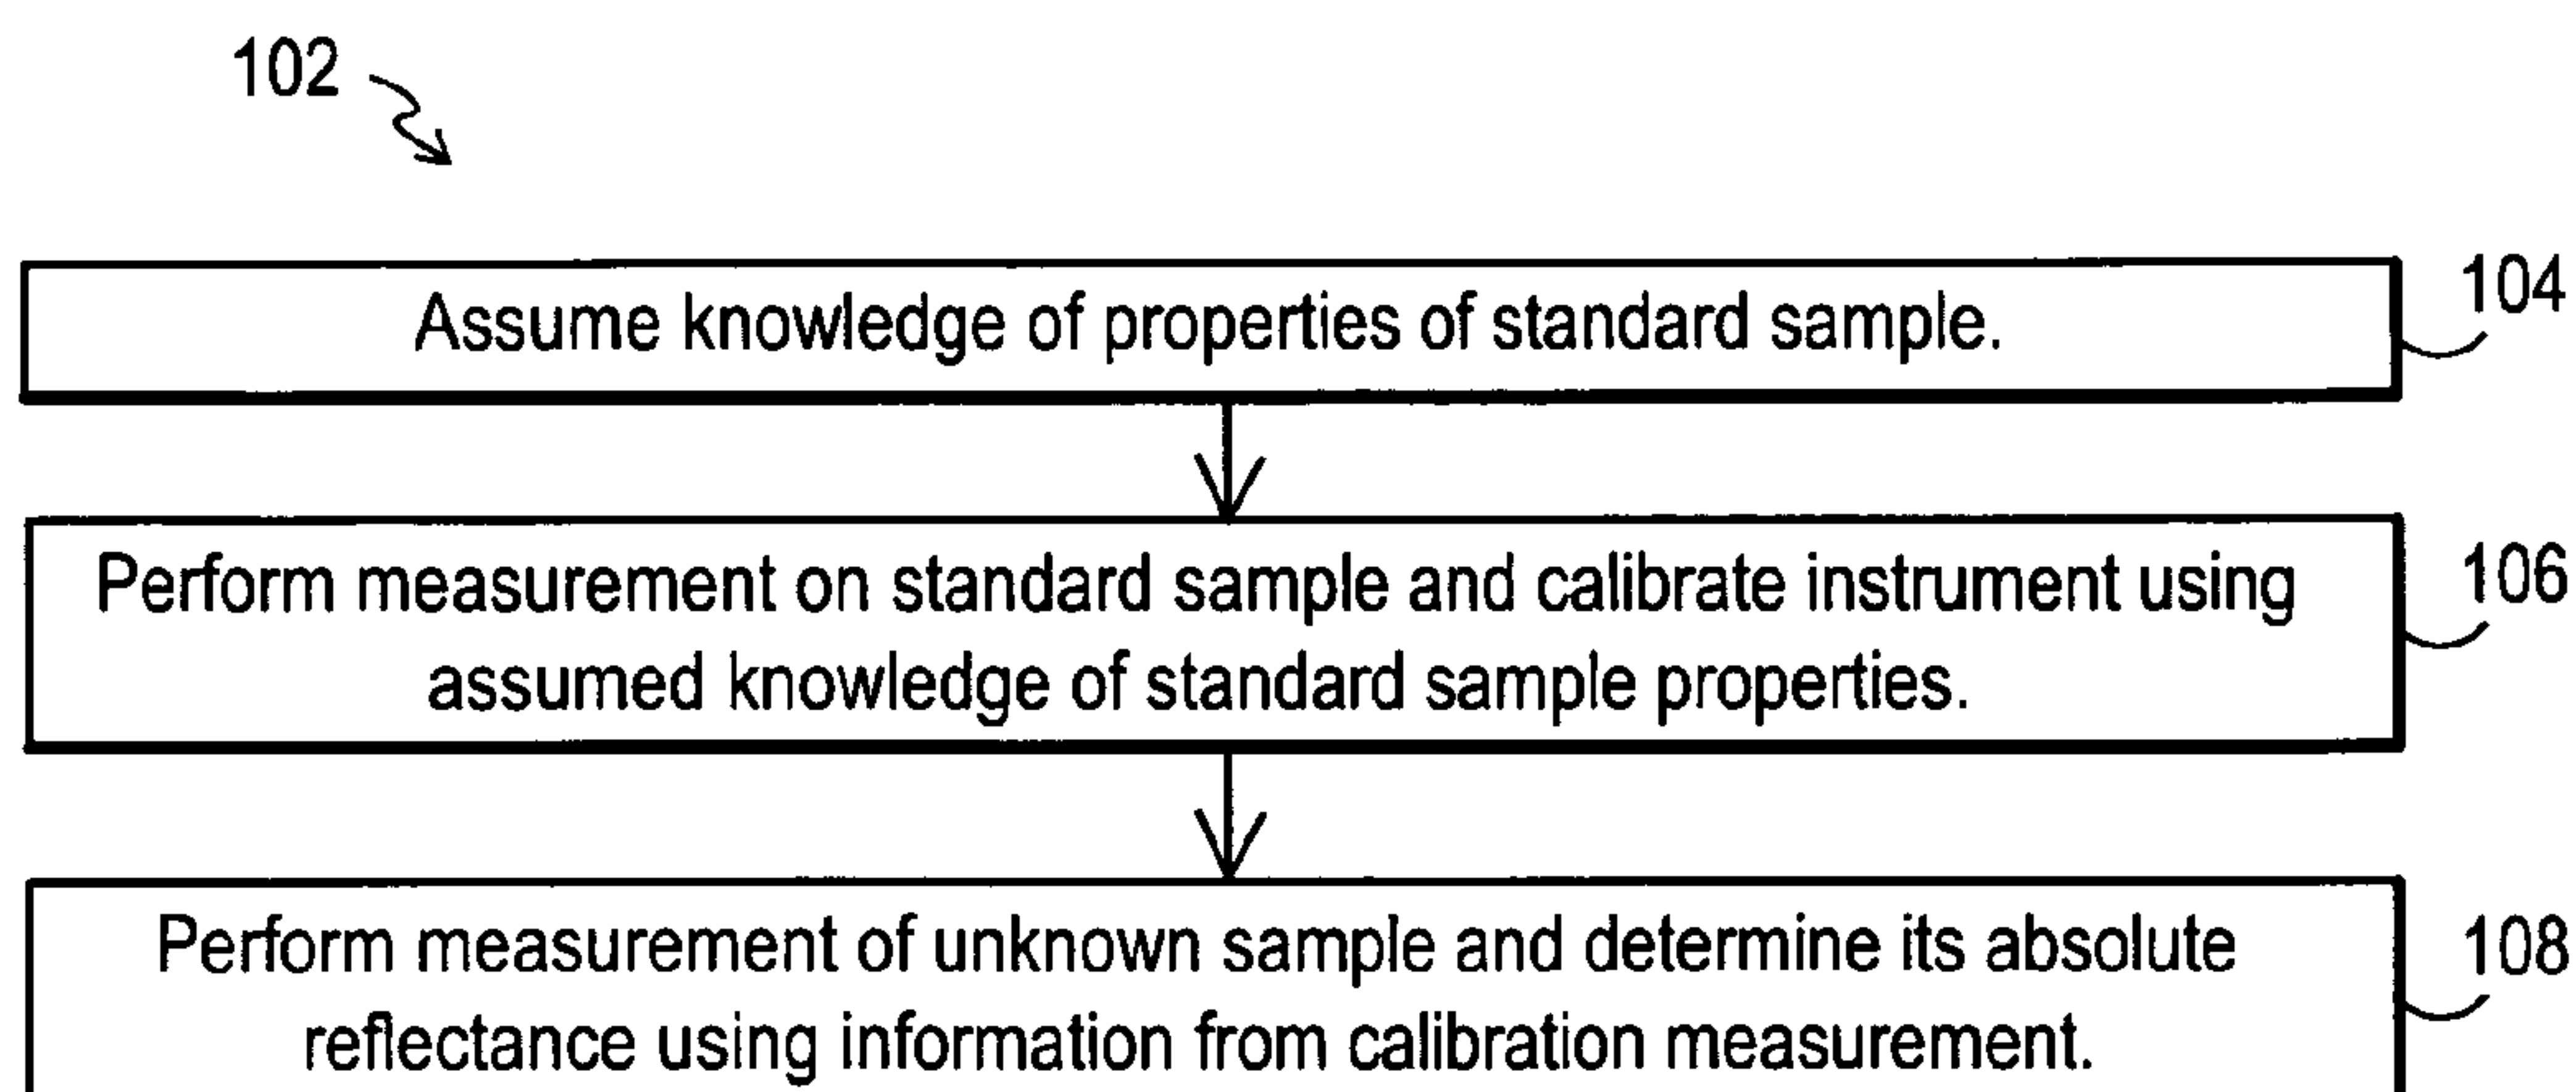 102
Assume knowledge of properties of standard sample.
104
Perform measurement on standard sample and calibrate instrument using
assumed knowledge of standard sample properties.
106
Perform measurement of unknown sample and determine its absolute
reflectance using information from calibration measurement.
108